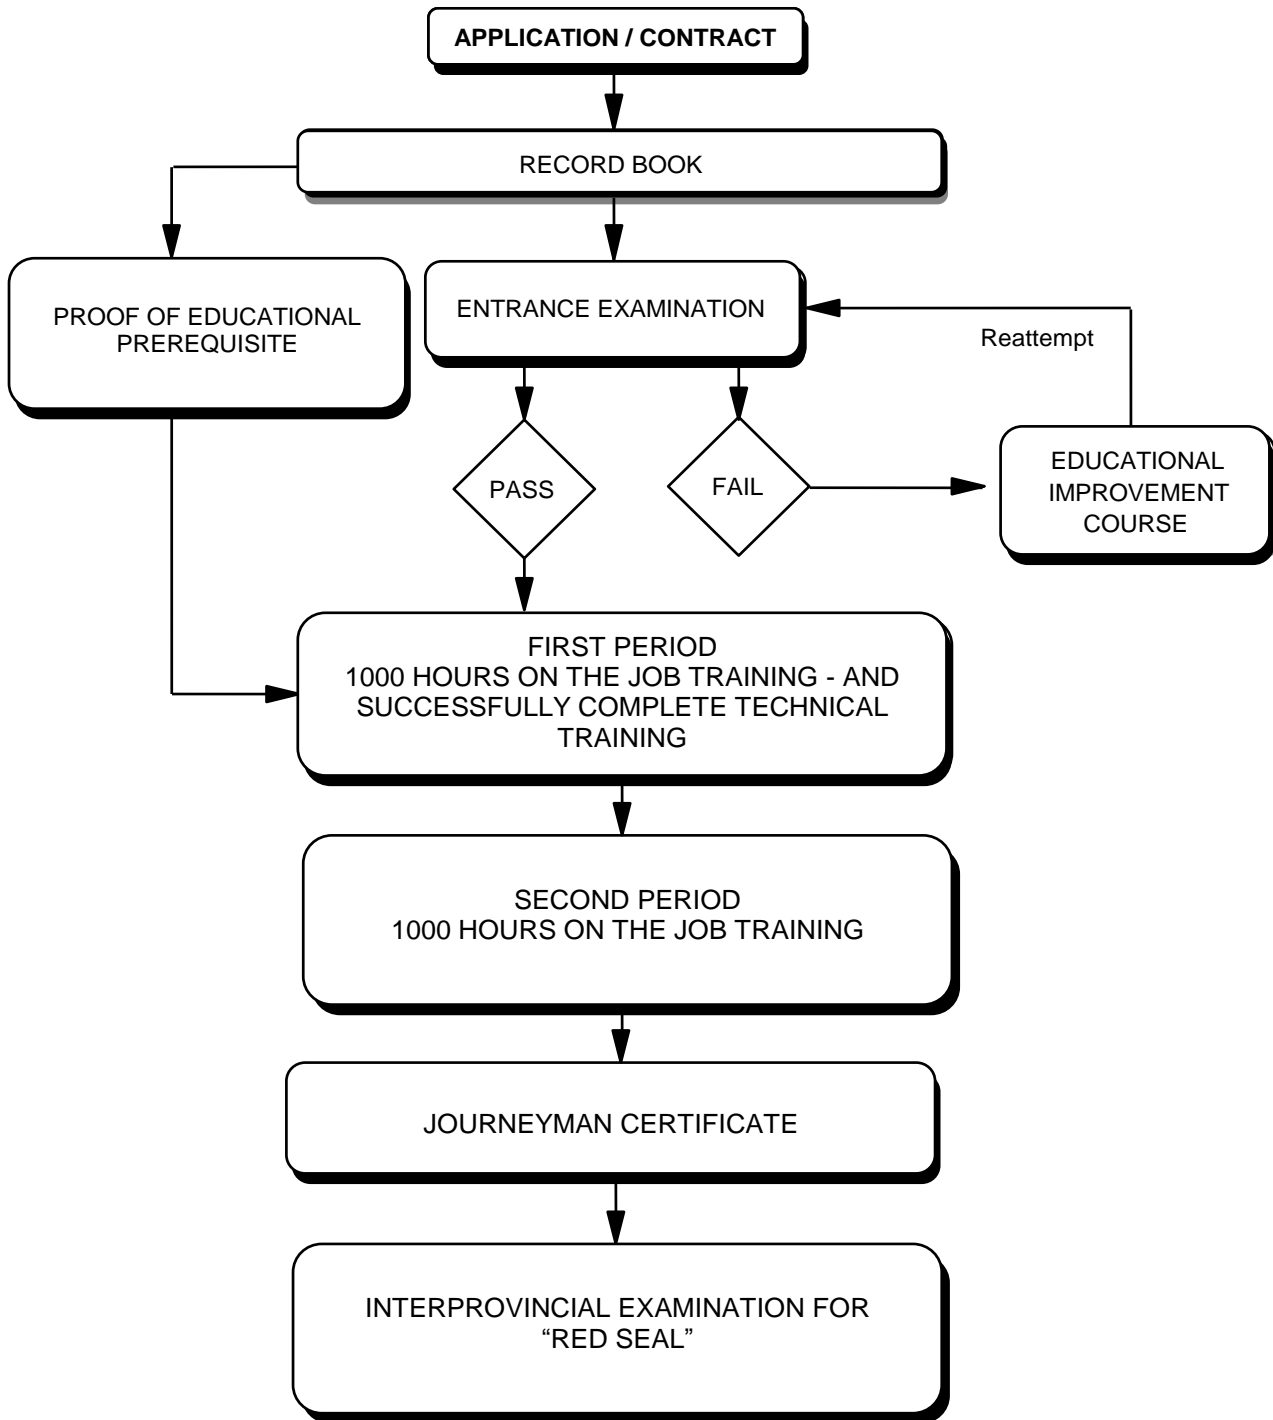 APPLICATION / CONTRACT
RECORD BOOK
PROOF OF EDUCATIONAL
PREREQUISITE
ENTRANCE EXAMINATION
Reattempt
PASS
FAIL
EDUCATIONAL
IMPROVEMENT
COURSE
FIRST PERIOD
1000 HOURS ON THE JOB TRAINING - AND
SUCCESSFULLY COMPLETE TECHNICAL
TRAINING
SECOND PERIOD
1000 HOURS ON THE JOB TRAINING
JOURNEYMAN CERTIFICATE
INTERPROVINCIAL EXAMINATION FOR
“RED SEAL”